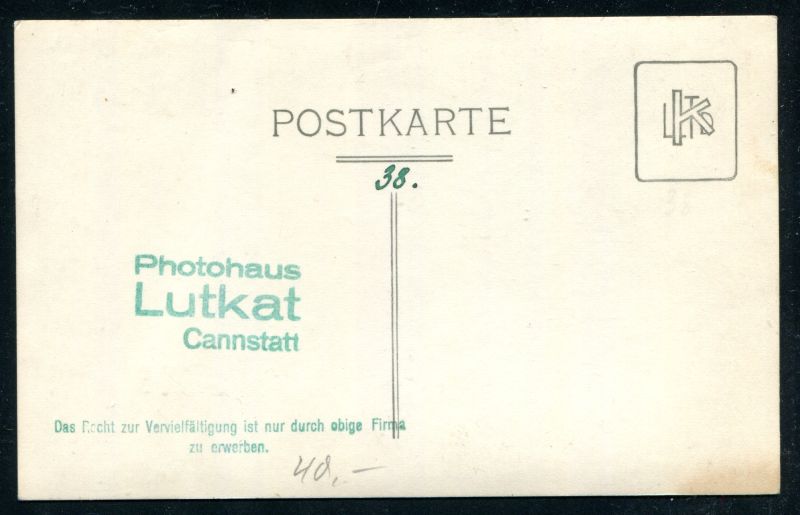 POSTKARTE
38.
Photohaus
Lutkat
Cannstatt
Das Recht zur Vervielfältigung ist nur durch obige Firma
zu erwerben.
40,-